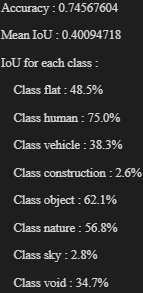 Accuracy : 0.74567604
Mean IoU : 0.40094718
IoU for each class :
Class flat : 48.5%
Class human : 75.0%
Class vehicle : 38.3%
Class construction : 2.6%
Class object : 62.1%
Class nature : 56.8%
Class sky : 2.8%
Class void : 34.7%